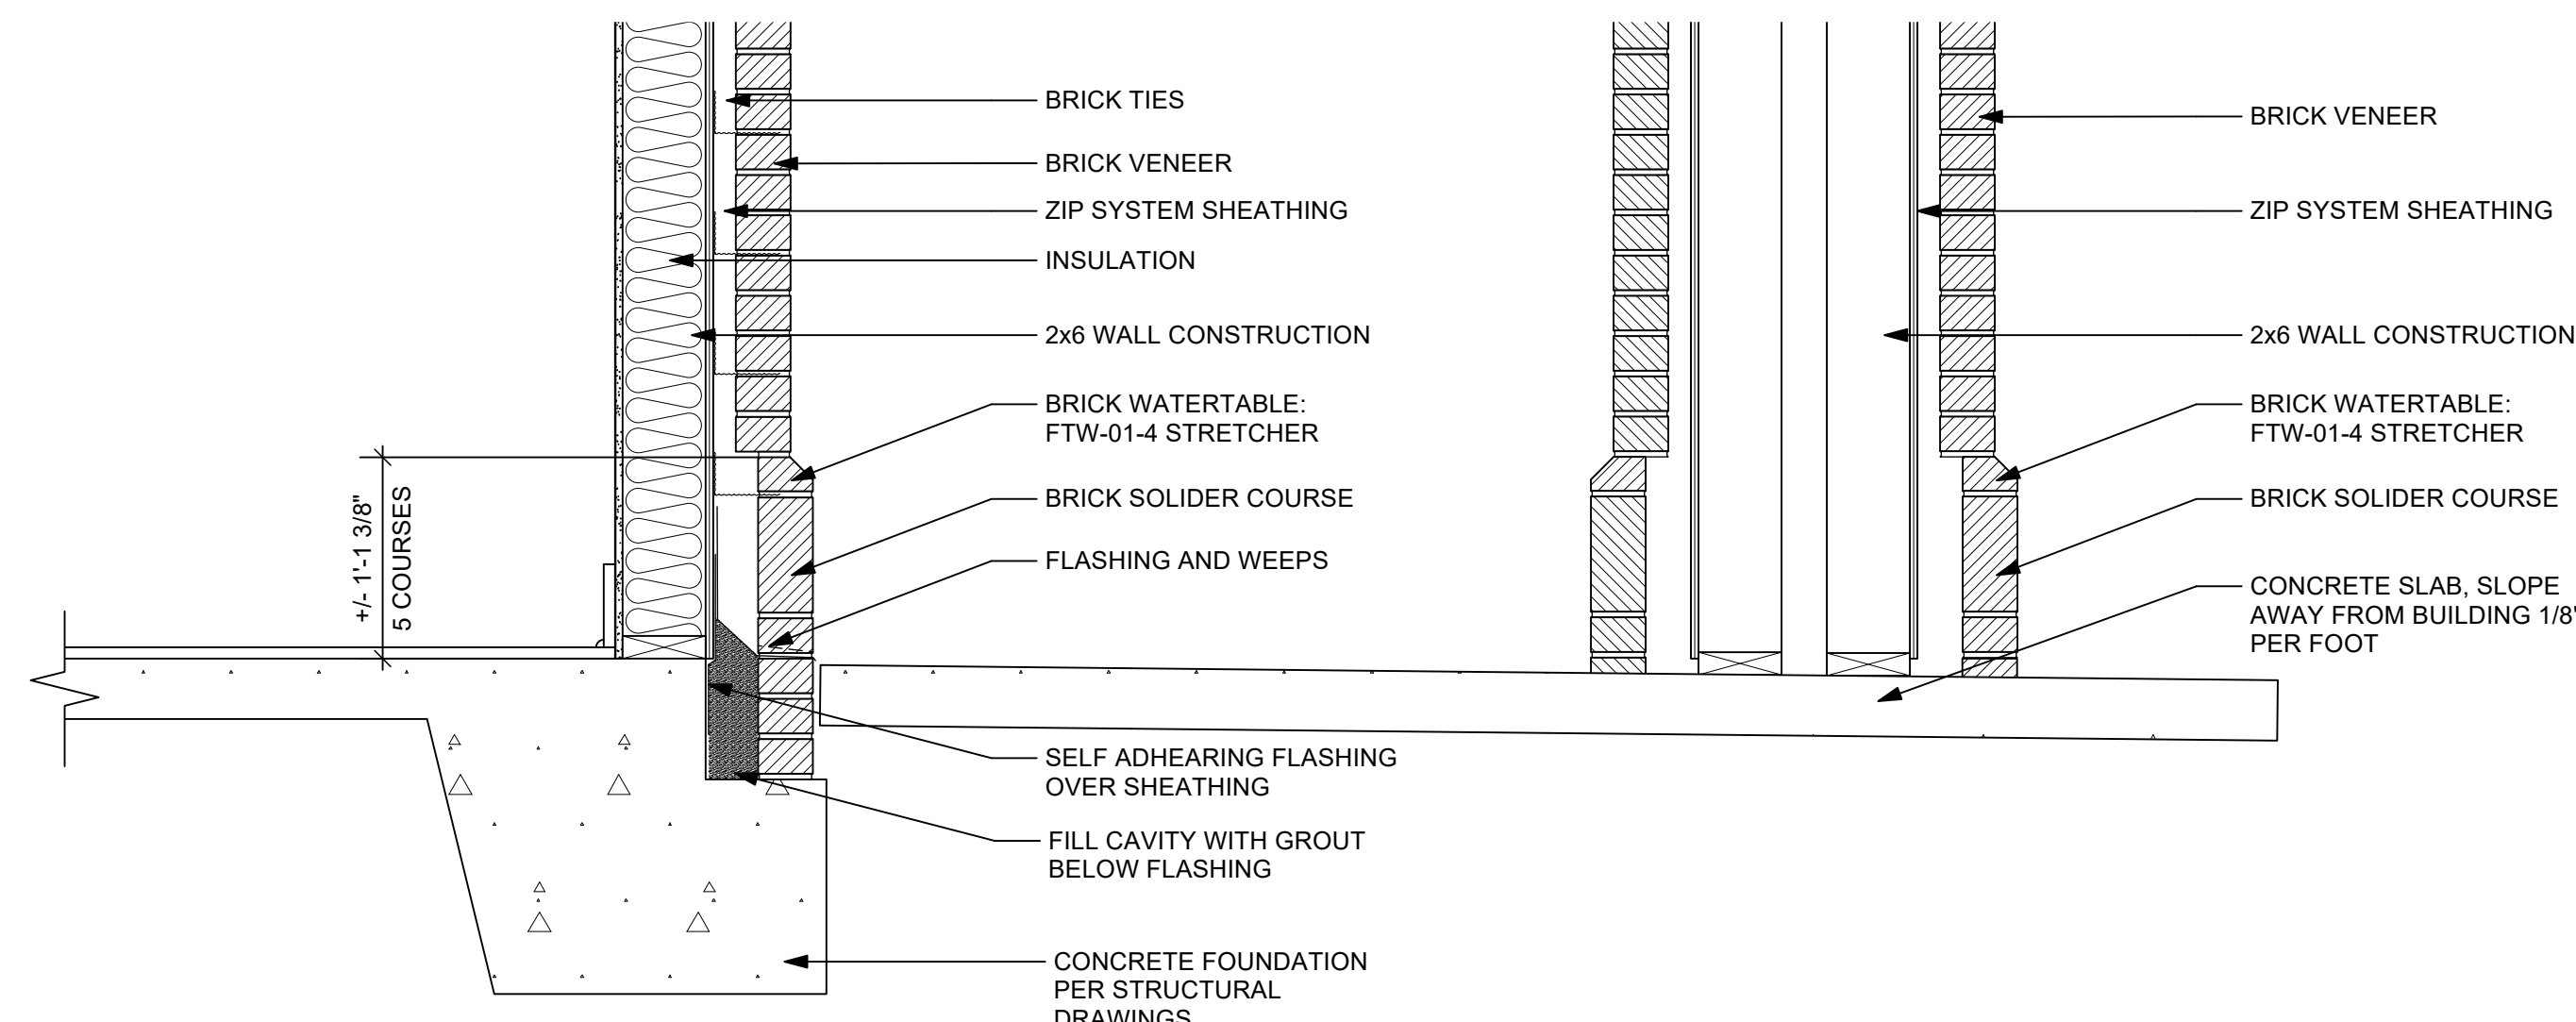 BRICK TIES
BRICK VENEER
ZIP SYSTEM SHEATHING
INSULATION
2x6 WALL CONSTRUCTION
BRICK WATERTABLE:
FTW-01-4 STRETCHER
BRICK SOLIDER COURSE
FLASHING AND WEEPS
+/- 1'-1 3/8"
5 COURSES
SELF ADHEARING FLASHING
OVER SHEATHING
FILL CAVITY WITH GROUT
BELOW FLASHING
CONCRETE FOUNDATION
PER STRUCTURAL
DRAWINGS
BRICK VENEER
ZIP SYSTEM SHEATHING
2x6 WALL CONSTRUCTION
BRICK WATERTABLE:
FTW-01-4 STRETCHER
BRICK SOLIDER COURSE
CONCRETE SLAB, SLOPE
AWAY FROM BUILDING 1/8"
PER FOOT